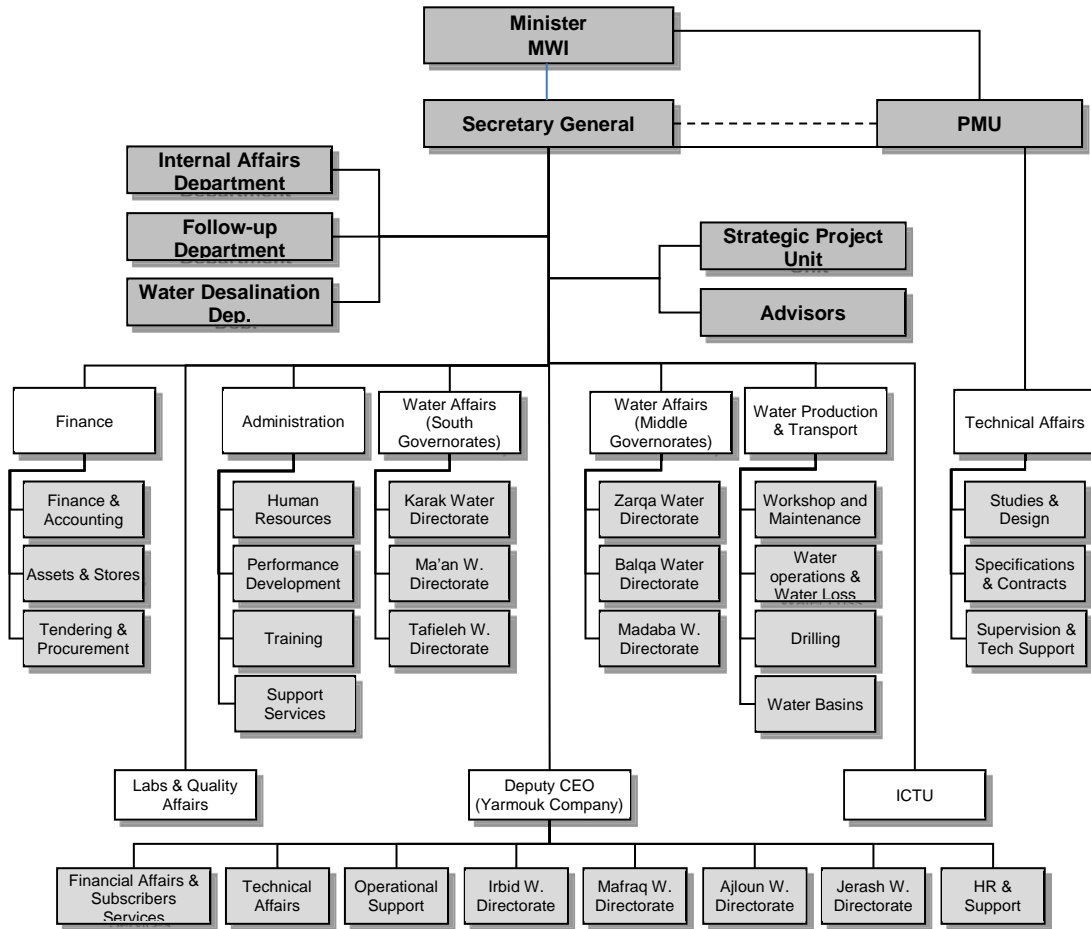 Minister
MWI
Secretary General
PMU
Internal Affairs
Department
Follow-up
Department
Water Desalination
Dep.
Strategic Project
Unit
Advisors
Finance
Administration
Water Affairs
(South
Governorates)
Water Affairs
(Middle
Governorates)
Water Production
& Transport
Technical Affairs
Finance &
Accounting
Human
Resources
Karak Water
Directorate
Zarqa Water
Directorate
Workshop and
Maintenance
Studies &
Design
Assets & Stores
Performance
Development
Ma'an W.
Directorate
Balqa Water
Directorate
Water
operations &
Water Loss
Specifications
& Contracts
Tendering &
Procurement
Training
Tafieleh W.
Directorate
Madaba W.
Directorate
Drilling
Supervision &
Tech Support
Support
Services
Water Basins
Labs & Quality
Affairs
Deputy CEO
(Yarmouk Company)
ICTU
Financial Affairs &
Subscribers
Services
Technical
Affairs
Operational
Support
Irbid W.
Directorate
Mafraq W.
Directorate
Ajloun W.
Directorate
Jerash W.
Directorate
HR &
Support